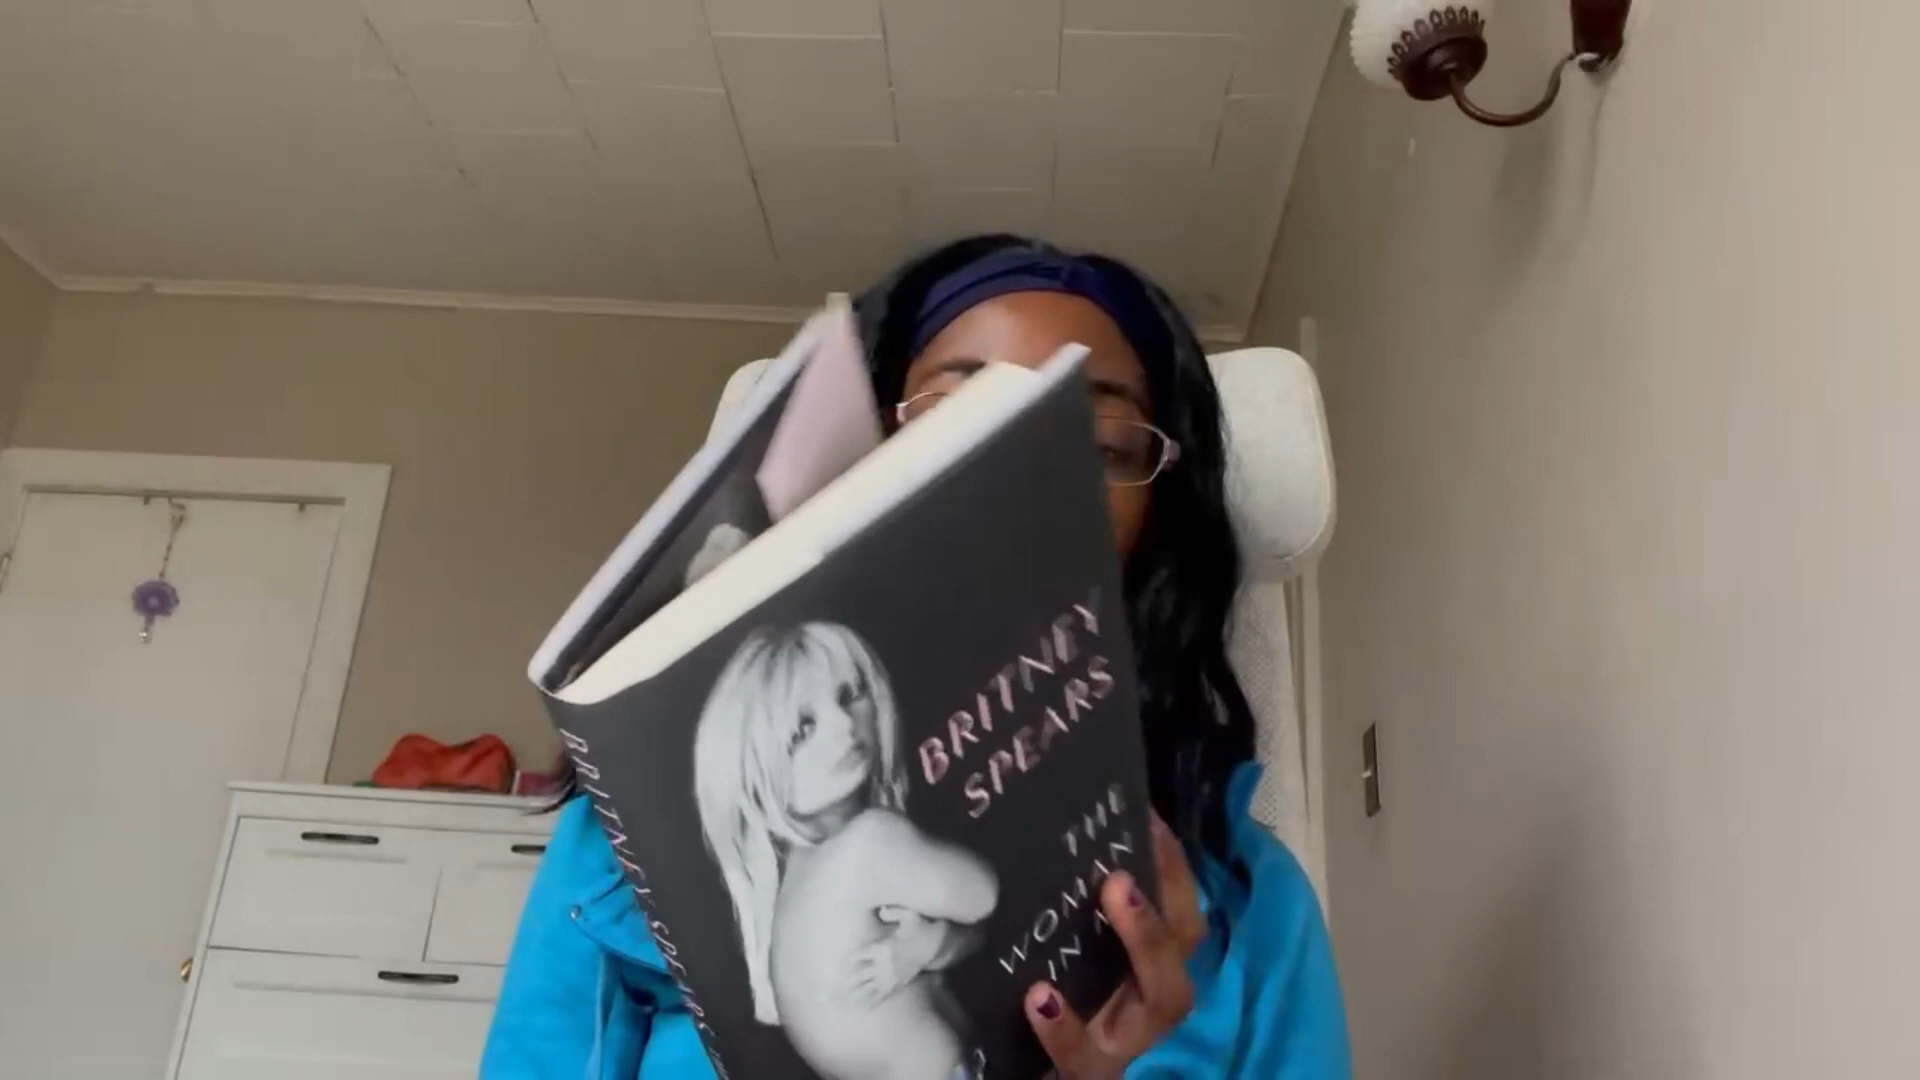 BRITNEY
SPEARS
THE
WOMAN
IN
BRITNEY SPEARS